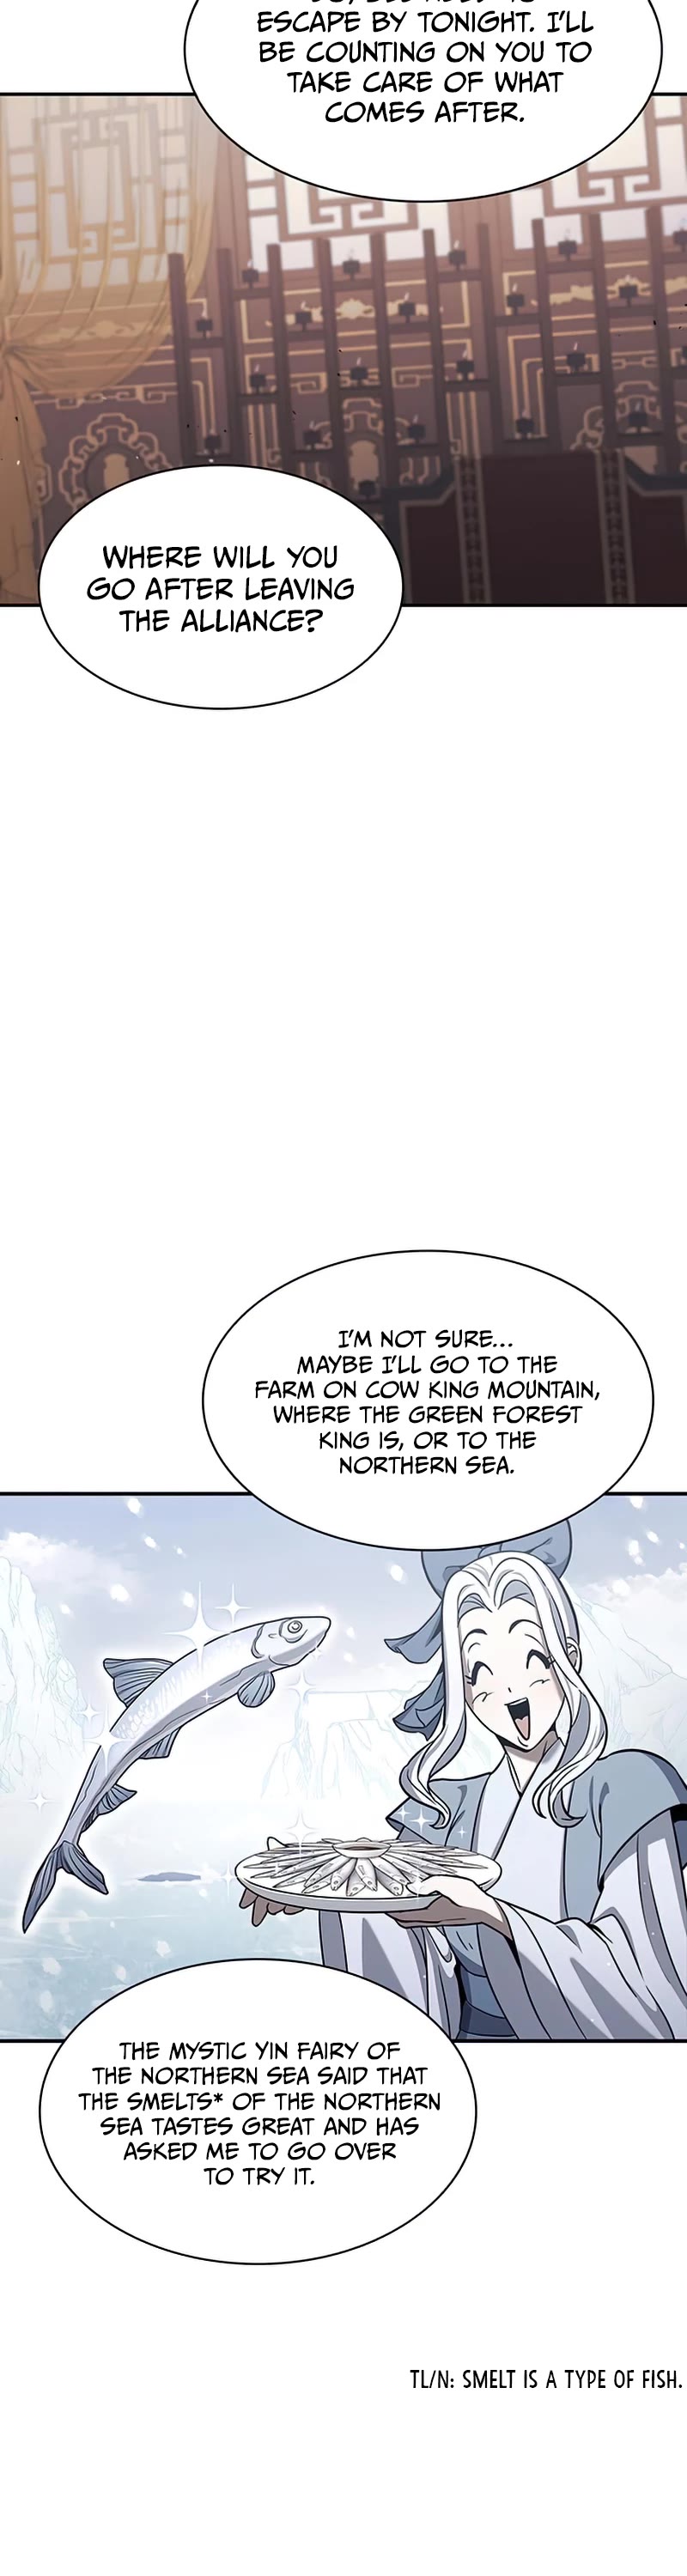 ESCAPE BY TONIGHT. I'LL
BE COUNTING ON YOU TO
TAKE CARE OF WHAT
COMES AFTER.
WHERE WILL YOU
GO AFTER LEAVING
THE ALLIANCE?
I'M NOT SURE...
MAYBE I'LL GO TO THE
FARM ON COW KING MOUNTAIN,
WHERE THE GREEN FOREST
KING IS, OR TO THE
NORTHERN SEA.
THE MYSTIC YIN FAIRY OF
THE NORTHERN SEA SAID THAT
THE SMELTS* OF THE NORTHERN
SEA TASTES GREAT AND HAS
ASKED ME TO GO OVER
TO TRY IT.
TL/N: SMELT IS A TYPE OF FISH.